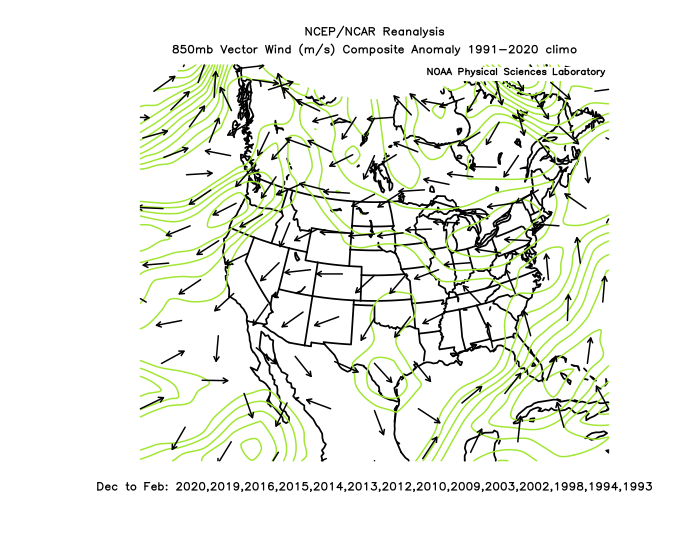 NCEP/NCAR Reanalysis
850mb Vector Wind (m/s) Composite Anomaly 1991-2020 climo
NOAA Physical Sciences Laboratory
Dec to Feb: 2020,2019,2016,2015,2014,2013,2012,2010,2009,2003,2002,1998,1994,1993